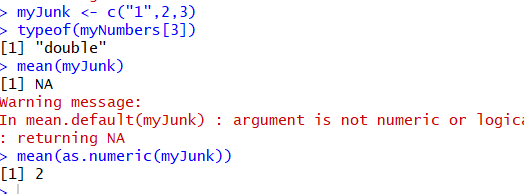 > myJunk <- c("1",2,3)
> typeof(myNumbers[3])
[1] "double"
> mean(myJunk)
[1] NA
Warning message:
In mean.default(myJunk) : argument is not numeric or logica
: returning NA
> mean(as.numeric(myJunk))
[1] 2
>